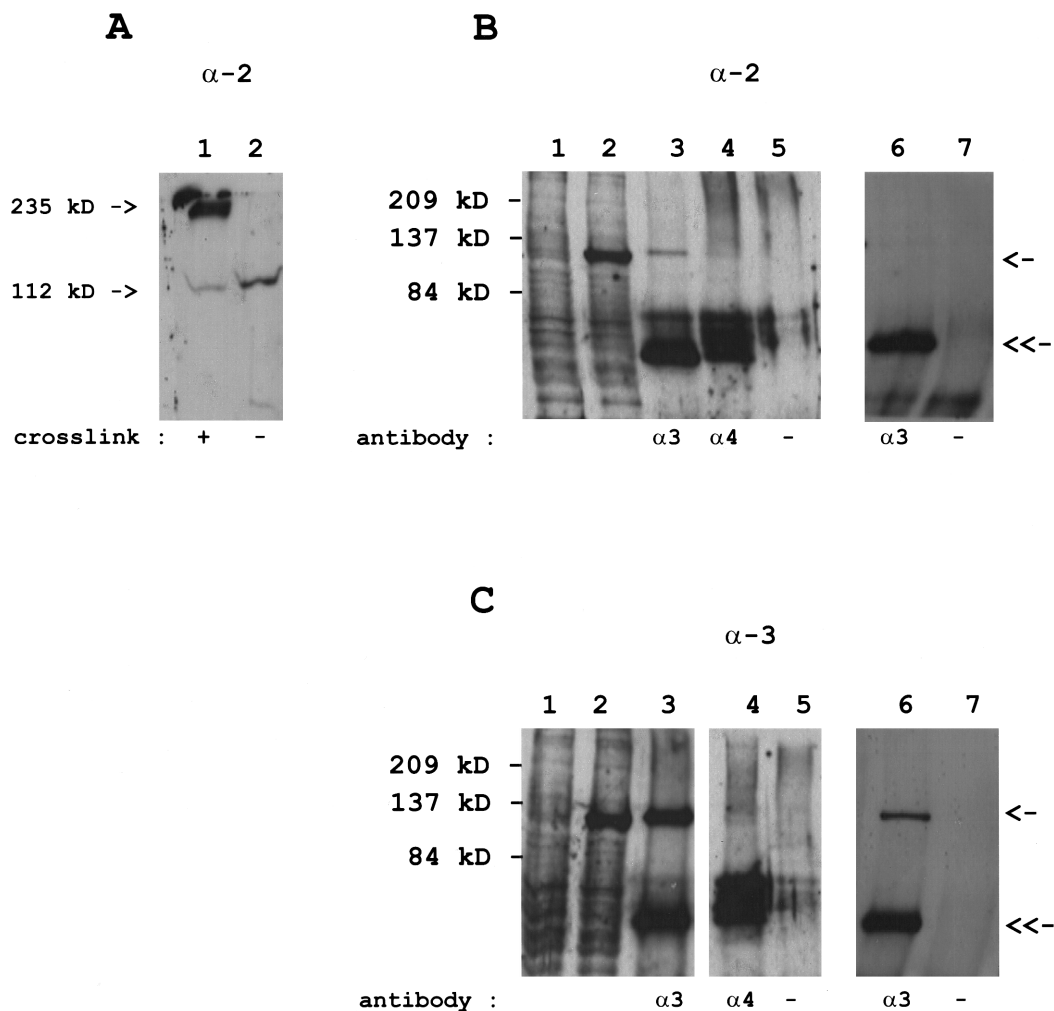 A
α-2
1 2
235 kD ->
112 kD ->
crosslink : + -
B
α-2
1 2 3 4 5 6 7
209 kD -
137 kD -
84 kD -
<-
<<-
antibody : α3 α4 - α3 -
C
α-3
1 2 3 4 5 6 7
209 kD -
137 kD -
84 kD -
<-
<<-
antibody : α3 α4 - α3 -